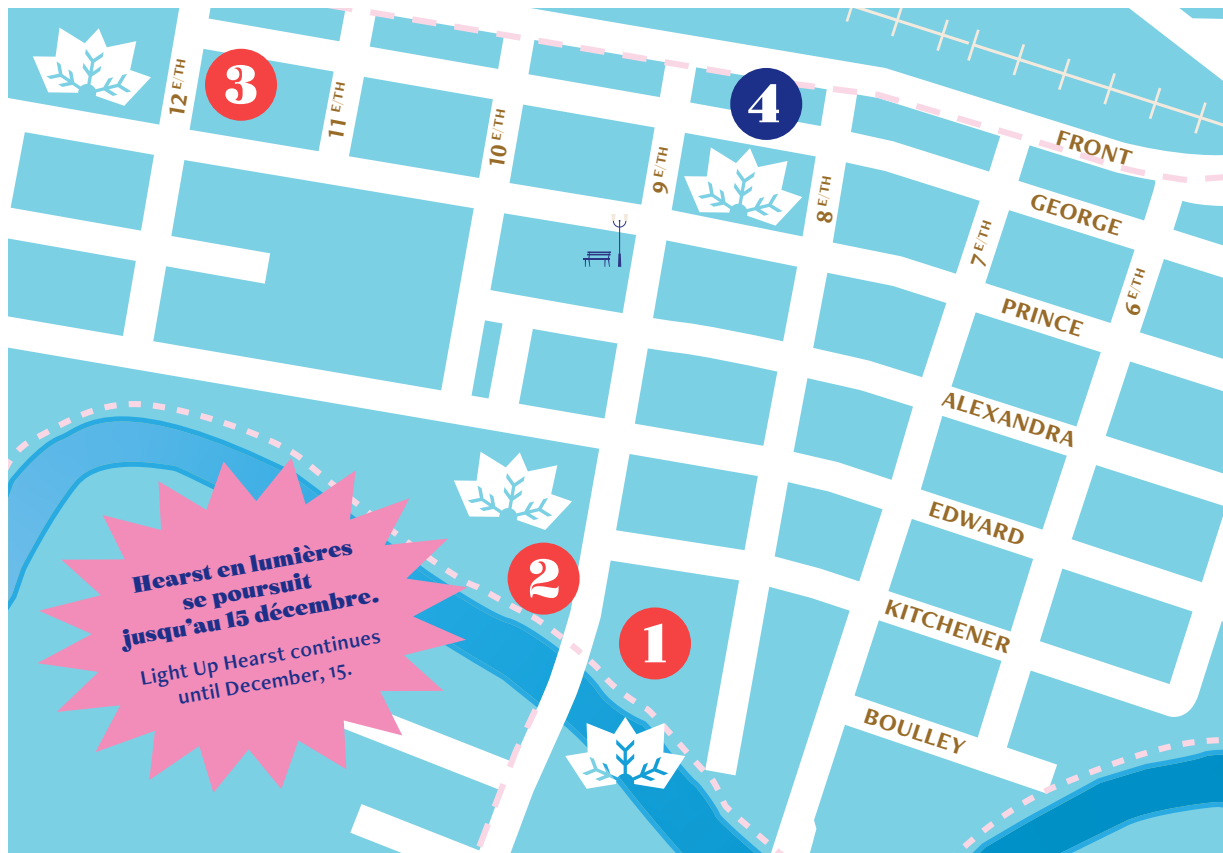 12 E/TH
3
11 E/TH
10 E/TH
9 E/TH
4
8 E/TH
7 E/TH
6 E/TH
FRONT
GEORGE
PRINCE
ALEXANDRA
EDWARD
KITCHENER
BOULLEY
2
1
Hearst en lumières
se poursuit
jusqu'au 15 décembre.
Light Up Hearst continues
until December, 15.